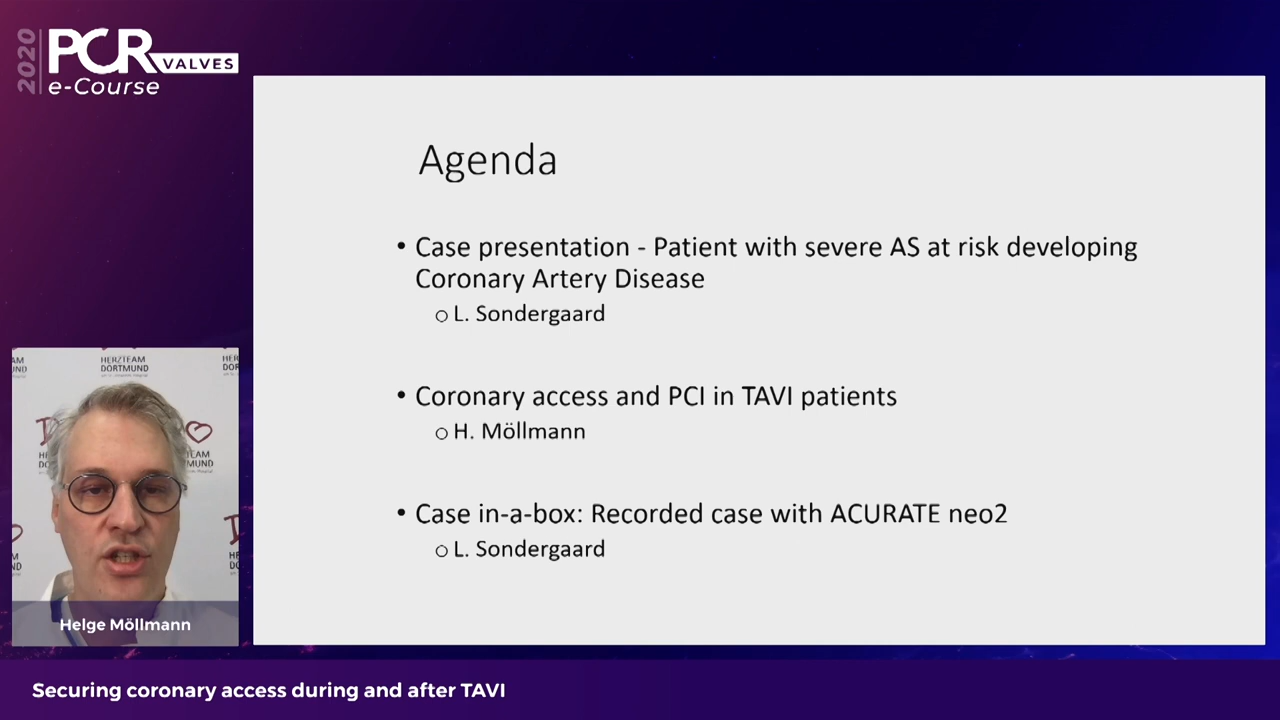 2020
PCR
VALVES
e-Course
Agenda
• Case presentation - Patient with severe AS at risk developing
Coronary Artery Disease
o L. Sondergaard
• Coronary access and PCI in TAVI patients
o H. Möllmann
• Case in-a-box: Recorded case with ACURATE neo2
o L. Sondergaard
HERZTEAM
DORTMUND
Helge Möllmann
Securing coronary access during and after TAVI